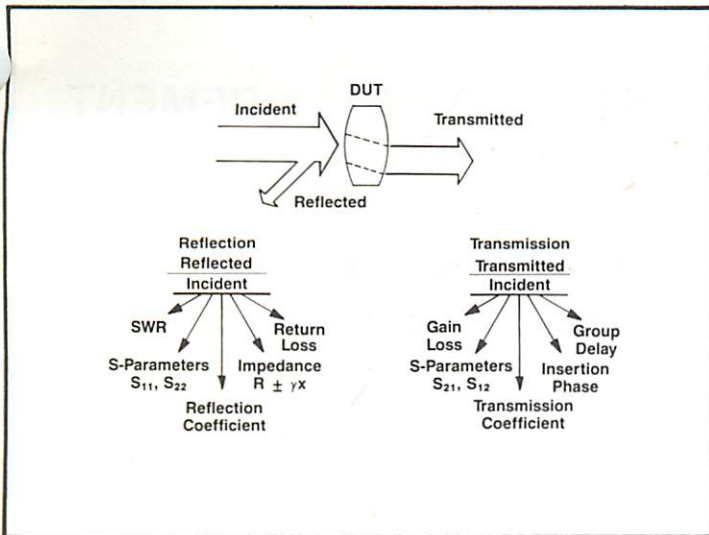 DUT
Incident
Transmitted
Reflected
Reflection
Reflected
Incident
SWR
Return
Loss
S-Parameters
S₁₁, S₂₂
Impedance
R ± γx
Reflection
Coefficient
Transmission
Transmitted
Incident
Gain
Loss
Group
Delay
S-Parameters
S₂₁, S₁₂
Insertion
Phase
Transmission
Coefficient